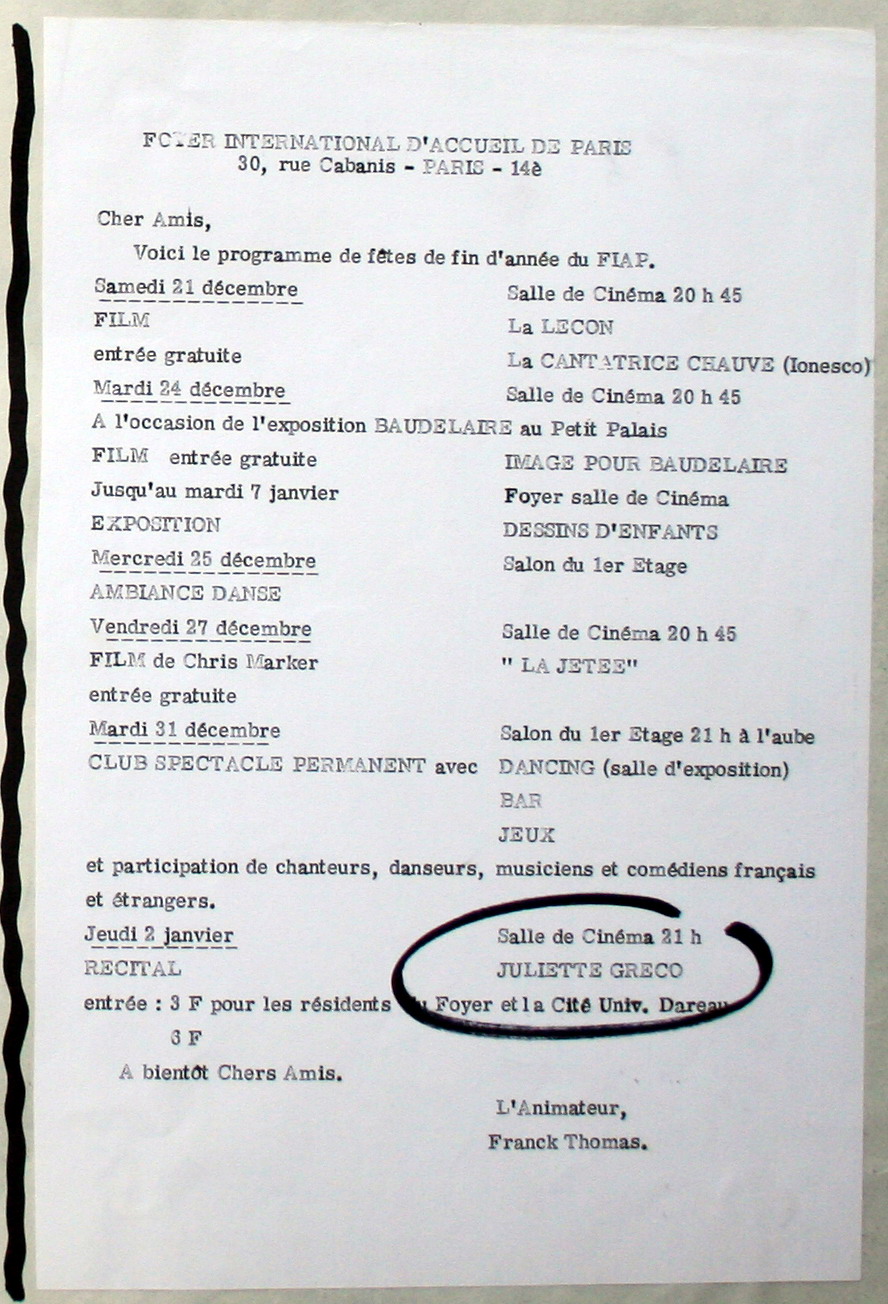 FOYER INTERNATIONAL D'ACCUEIL DE PARIS
30, rue Cabanis - PARIS - 14è
Cher Amis,
Voici le programme de fêtes de fin d'année du FIAP.
Samedi 21 décembre Salle de Cinéma 20 h 45
FILM La LECON
entrée gratuite La CANTATRICE CHAUVE (Ionesco)
Mardi 24 décembre Salle de Cinéma 20 h 45
A l'occasion de l'exposition BAUDELAIRE au Petit Palais
FILM entrée gratuite IMAGE POUR BAUDELAIRE
Jusqu'au mardi 7 janvier Foyer salle de Cinéma
EXPOSITION DESSINS D'ENFANTS
Mercredi 25 décembre Salon du 1er Etage
AMBIANCE DANSE
Vendredi 27 décembre Salle de Cinéma 20 h 45
FILM de Chris Marker " LA JETEE"
entrée gratuite
Mardi 31 décembre Salon du 1er Etage 21 h à l'aube
CLUB SPECTACLE PERMANENT avec DANCING (salle d'exposition)
BAR
JEUX
et participation de chanteurs, danseurs, musiciens et comédiens français
et étrangers.
Jeudi 2 janvier Salle de Cinéma 21 h
RECITAL JULIETTE GRECO
entrée : 3 F pour les résidents du Foyer et la Cité Univ. Dareau
6 F
A bientôt Chers Amis.
L'Animateur,
Franck Thomas.